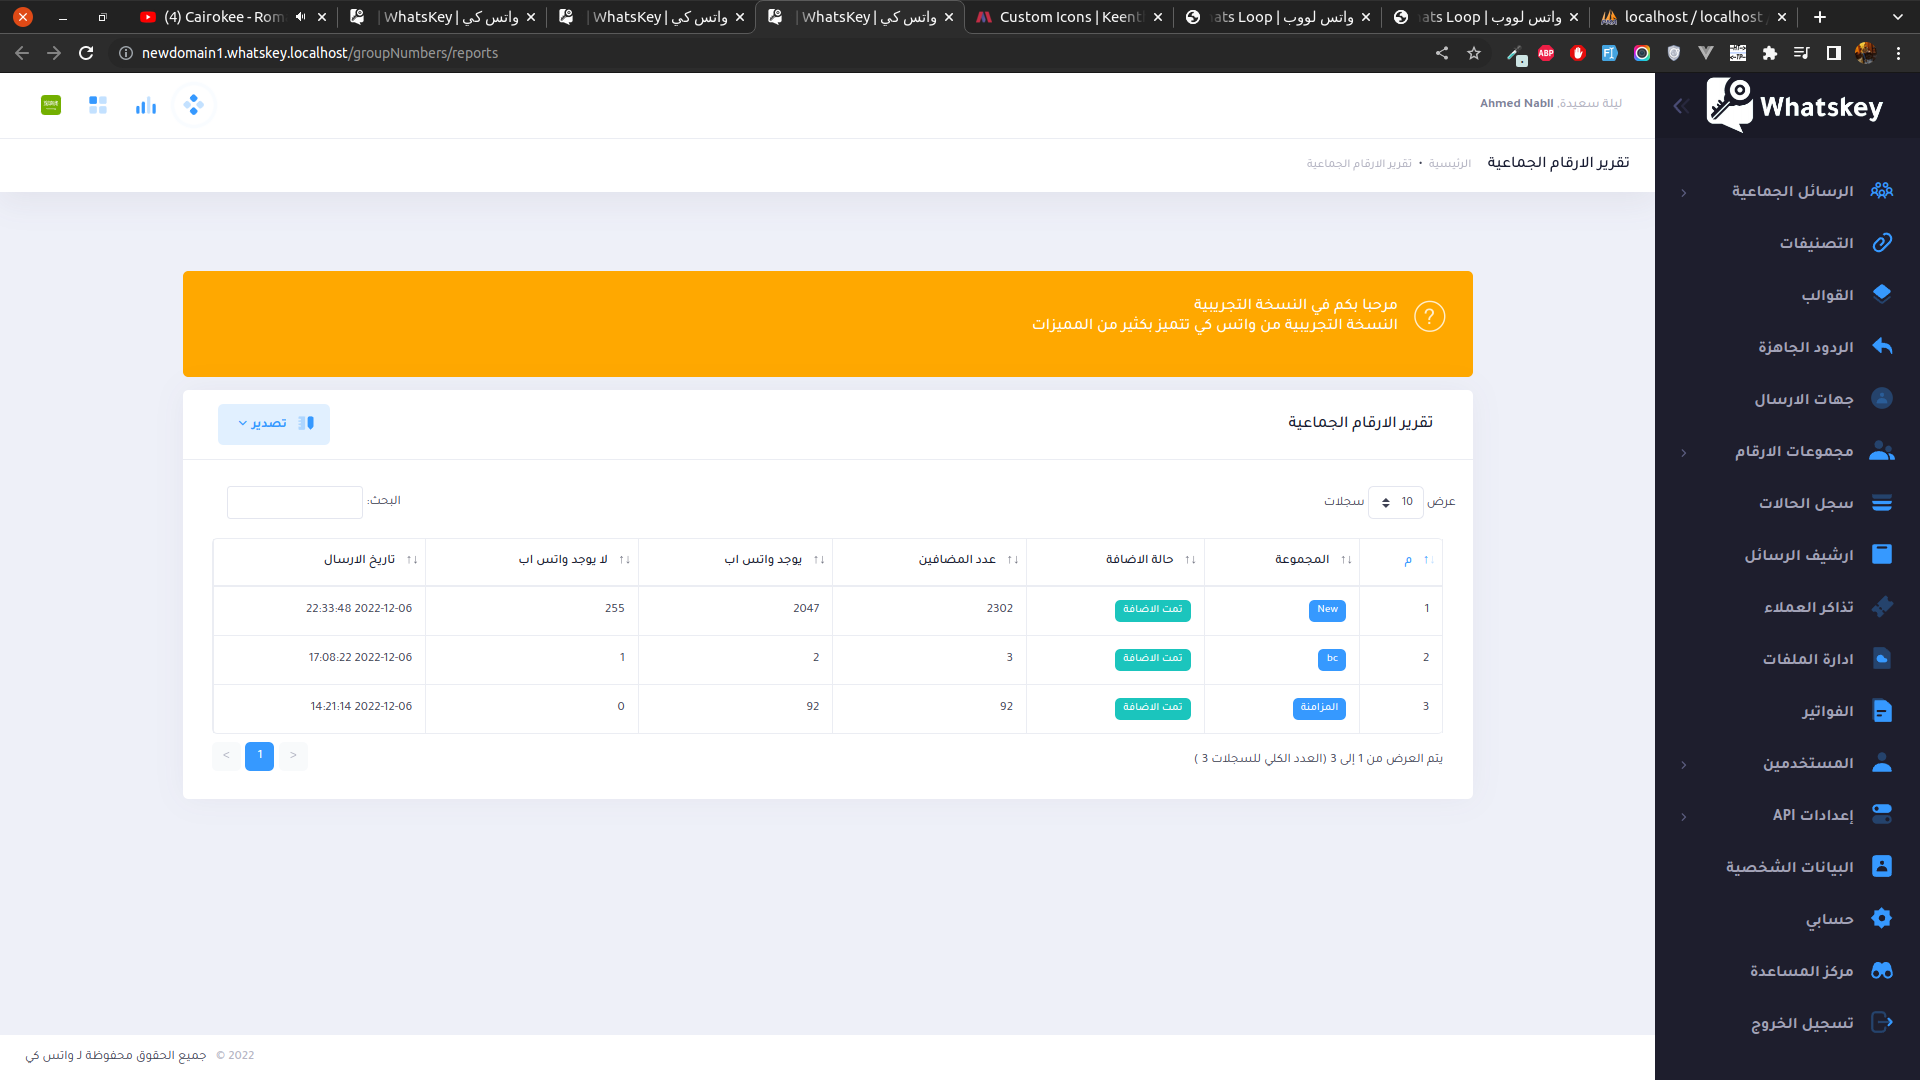 (4) Cairokee - Rom
WhatsKey | واتس كي
WhatsKey | واتس كي
WhatsKey | واتس كي
Custom Icons | Keent
ats Loop | واتس لووب
ats Loop | واتس لووب
localhost / localhost /
newdomain1.whatskey.localhost/groupNumbers/reports
Whatskey
ليلة سعيدة, Ahmed Nabil
تقرير الارقام الجماعية
الرئيسية • تقرير الارقام الجماعية
الرسائل الجماعية
التصنيفات
القوالب
الردود الجاهزة
جهات الارسال
مجموعات الارقام
سجل الحالات
ارشيف الرسائل
تذاكر العملاء
ادارة الملفات
الفواتير
المستخدمين
إعدادات API
البيانات الشخصية
حسابي
مركز المساعدة
تسجيل الخروج
مرحبا بكم في النسخة التجريبية
النسخة التجريبية من واتس كي تتميز بكثير من المميزات
تقرير الارقام الجماعية
تصدير
عرض 10 سجلات
البحث:
م المجموعة حالة الاضافة عدد المضافين يوجد واتس اب لا يوجد واتس اب تاريخ الارسال
1 New تمت الاضافة 2302 2047 255 2022-12-06 22:33:48
2 bc تمت الاضافة 3 2 1 2022-12-06 17:08:22
3 المزامنة تمت الاضافة 92 92 0 2022-12-06 14:21:14
يتم العرض من 1 إلى 3 (العدد الكلي للسجلات 3 )
< 1 >
2022 © جميع الحقوق محفوظة لـ واتس كي